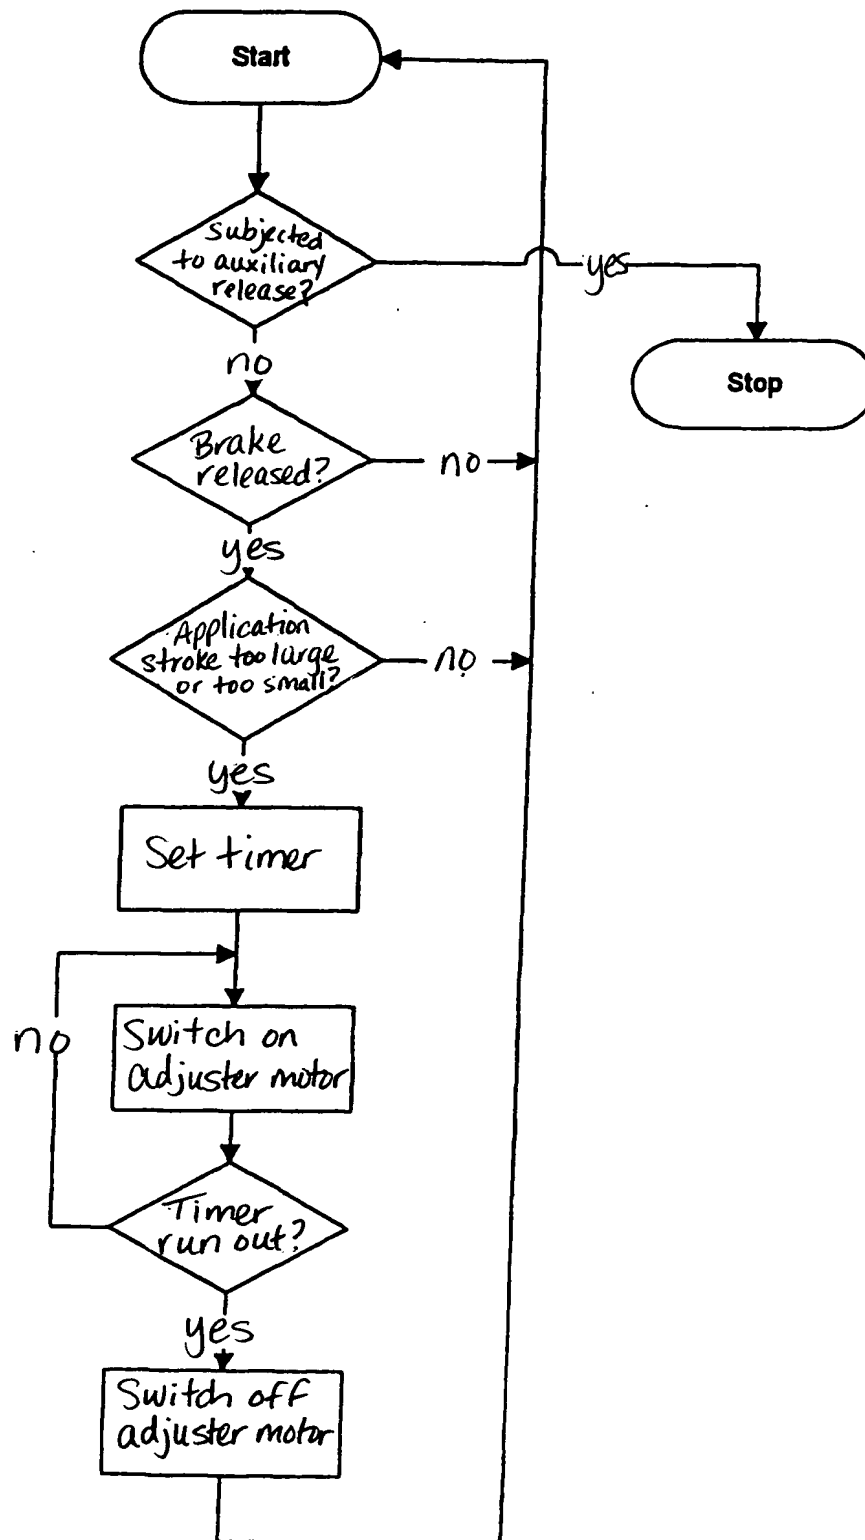 Start
Subjected
to auxiliary
release?
yes
Stop
no
Brake
released?
no
yes
Application
stroke too large
or too small?
no
yes
Set timer
no
Switch on
adjuster motor
Timer
run out?
yes
Switch off
adjuster motor